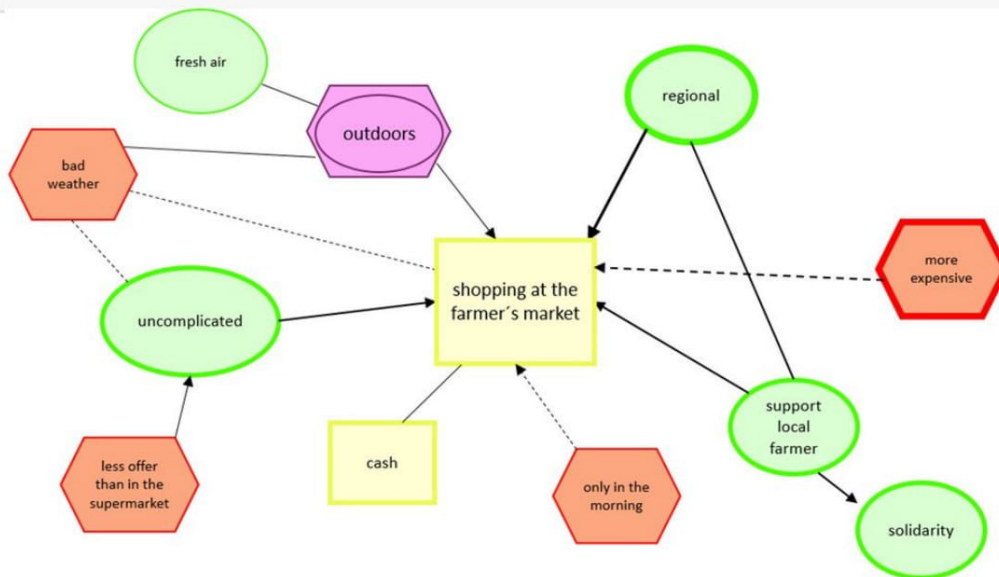 fresh air
regional
outdoors
bad
weather
more
expensive
shopping at the
farmer´s market
uncomplicated
support
local
farmer
cash
less offer
than in the
supermarket
only in the
morning
solidarity